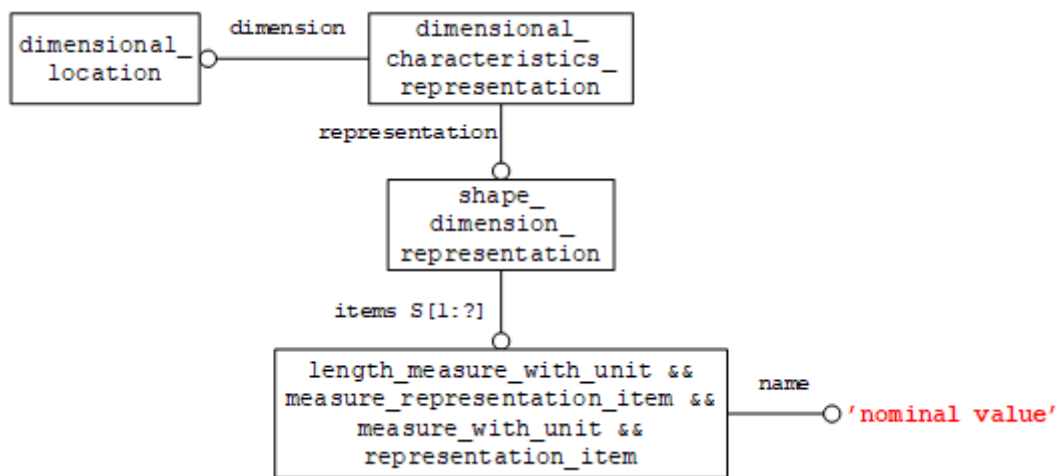 dimensional_
location
dimension
dimensional_
characteristics_
representation
representation
shape_
dimension_
representation
items S[1:?]
length_measure_with_unit &&
measure_representation_item &&
measure_with_unit &&
representation_item
name
'nominal value'